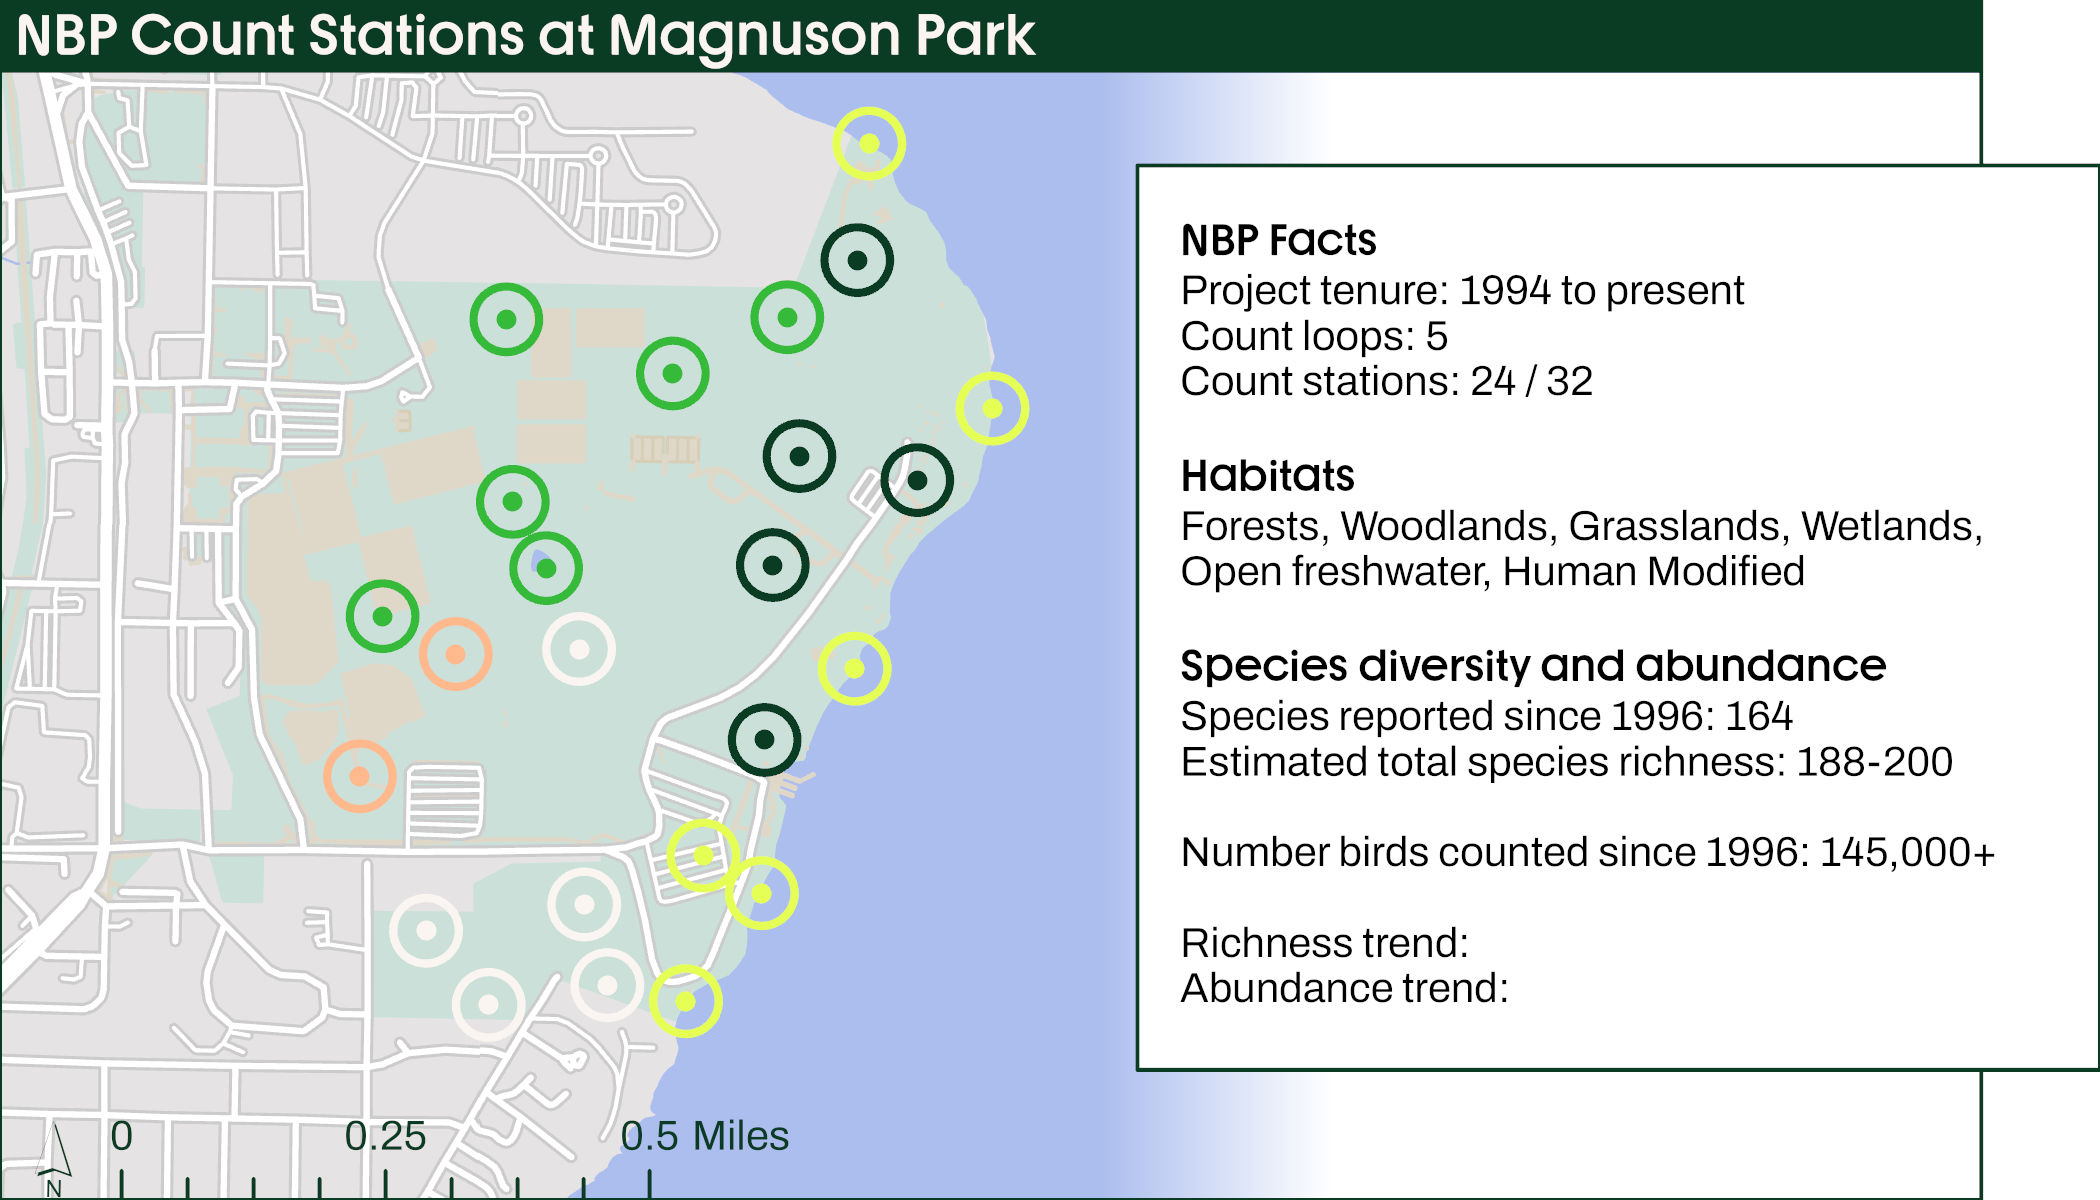 NBP Count Stations at Magnuson Park
NBP Facts
Project tenure: 1994 to present
Count loops: 5
Count stations: 24 / 32
Habitats
Forests, Woodlands, Grasslands, Wetlands,
Open freshwater, Human Modified
Species diversity and abundance
Species reported since 1996: 164
Estimated total species richness: 188-200
Number birds counted since 1996: 145,000+
Richness trend:
Abundance trend:
0 0.25 0.5 Miles
N